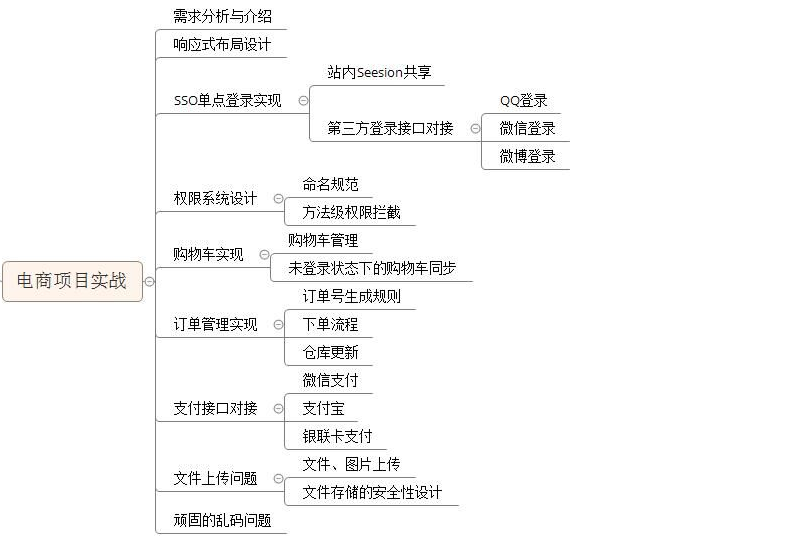 需求分析与介绍
响应式布局设计
站内Seesion共享
SSO单点登录实现
QQ登录
第三方登录接口对接
微信登录
微博登录
命名规范
权限系统设计
方法级权限拦截
购物车管理
购物车实现
未登录状态下的购物车同步
电商项目实战
订单号生成规则
订单管理实现
下单流程
仓库更新
微信支付
支付接口对接
支付宝
银联卡支付
文件、图片上传
文件上传问题
文件存储的安全性设计
顽固的乱码问题